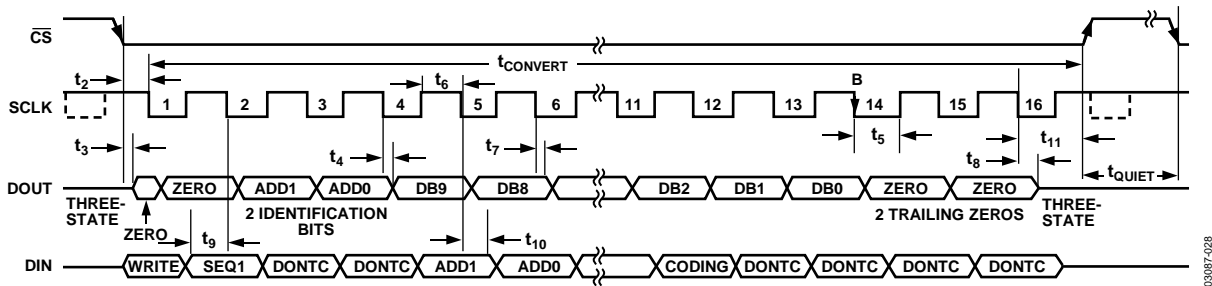 CS
t2
tCONVERT
t6
B
SCLK
1 2 3 4 5 6 11 12 13 14 15 16
t3
t4
t7
t5
t11
t8
DOUT
ZERO ADD1 ADD0 DB9 DB8 DB2 DB1 DB0 ZERO ZERO
tQUIET
THREE-
STATE
2 IDENTIFICATION
BITS
2 TRAILING ZEROS
THREE-
STATE
ZERO
t9
t10
DIN
WRITE SEQ1 DONTC DONTC ADD1 ADD0 CODING DONTC DONTC DONTC DONTC
03087-028